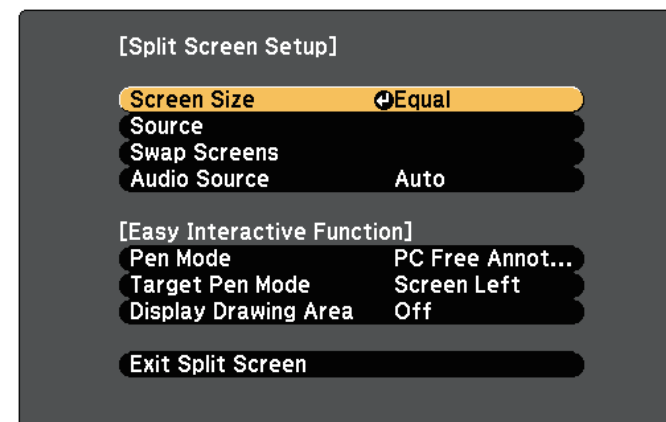 [Split Screen Setup]
Screen Size Equal
Source
Swap Screens
Audio Source Auto
[Easy Interactive Function]
Pen Mode PC Free Annot...
Target Pen Mode Screen Left
Display Drawing Area Off
Exit Split Screen